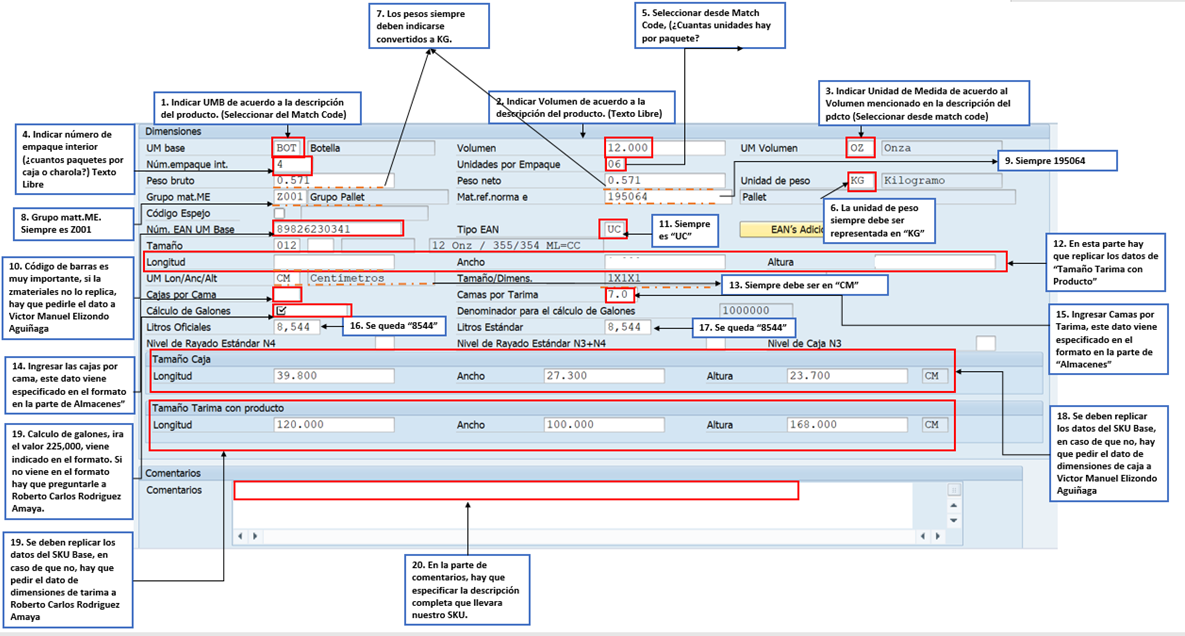 7. Los pesos siempre
deben indicarse
convertidos a KG.
5. Seleccionar desde Match
Code, (¿Cuantas unidades hay
por paquete?
1. Indicar UMB de acuerdo a la descripción
del producto. (Seleccionar del Match Code)
2. Indicar Volumen de acuerdo a la
descripción del producto. (Texto Libre)
3. Indicar Unidad de Medida de acuerdo al
Volumen mencionado en la descripción del
pdcto (Seleccionar desde match code)
4. Indicar número de
empaque interior
(¿cuantos paquetes por
caja o charola?) Texto
Libre
9. Siempre 195064
8. Grupo matt.ME.
Siempre es Z001
11. Siempre
es “UC”
6. La unidad de peso
siempre debe ser
representada en “KG”
10. Código de barras es
muy importante, si la
zmateriales no lo replica,
hay que pedirle el dato a
Victor Manuel Elizondo
Aguiñaga
12. En esta parte hay
que replicar los datos de
“Tamaño Tarima con
Producto”
13. Siempre debe ser en “CM”
15. Ingresar Camas por
Tarima, este dato viene
especificado en el
formato en la parte de
“Almacenes”
16. Se queda “8544”
17. Se queda “8544”
14. Ingresar las cajas por
cama, este dato viene
especificado en el formato
en la parte de Almacenes”
19. Calculo de galones, ira
el valor 225,000, viene
indicado en el formato. Si
no viene en el formato
hay que preguntarle a
Roberto Carlos Rodriguez
Amaya.
18. Se deben replicar
los datos del SKU Base,
en caso de que no, hay
que pedir el dato de
dimensiones de caja a
Victor Manuel Elizondo
Aguiñaga
19. Se deben replicar los
datos del SKU Base, en
caso de que no, hay que
pedir el dato de
dimensiones de tarima a
Roberto Carlos Rodriguez
Amaya
20. En la parte de
comentarios, hay que
especificar la descripción
completa que llevara
nuestro SKU.
Dimensiones
UM base BOT Botella Volumen 12.000 UM Volumen OZ Onza
Núm.empaque int. 4 Unidades por Empaque 06
Peso bruto 0.571 Peso neto 0.571 Unidad de peso KG Kilogramo
Grupo mat.ME Z001 Grupo Pallet Mat.ref.norma e 195064 Pallet
Código Espejo
Núm. EAN UM Base 89826230341 Tipo EAN UC EAN's Adicio
Tamaño 012 12 Onz / 355/354 ML=CC
Longitud Ancho Altura
UM Lon/Anc/Alt CM Centímetros Tamaño/Dimens. 1X1X1
Cajas por Cama Camas por Tarima 7.0
Cálculo de Galones Denominador para el cálculo de Galones 1000000
Litros Oficiales 8,544 Litros Estándar 8,544
Nivel de Rayado Estándar N4 Nivel de Rayado Estándar N3+N4 Nivel de Caja N3
Tamaño Caja
Longitud 39.800 Ancho 27.300 Altura 23.700 CM
Tamaño Tarima con producto
Longitud 120.000 Ancho 100.000 Altura 168.000 CM
Comentarios
Comentarios